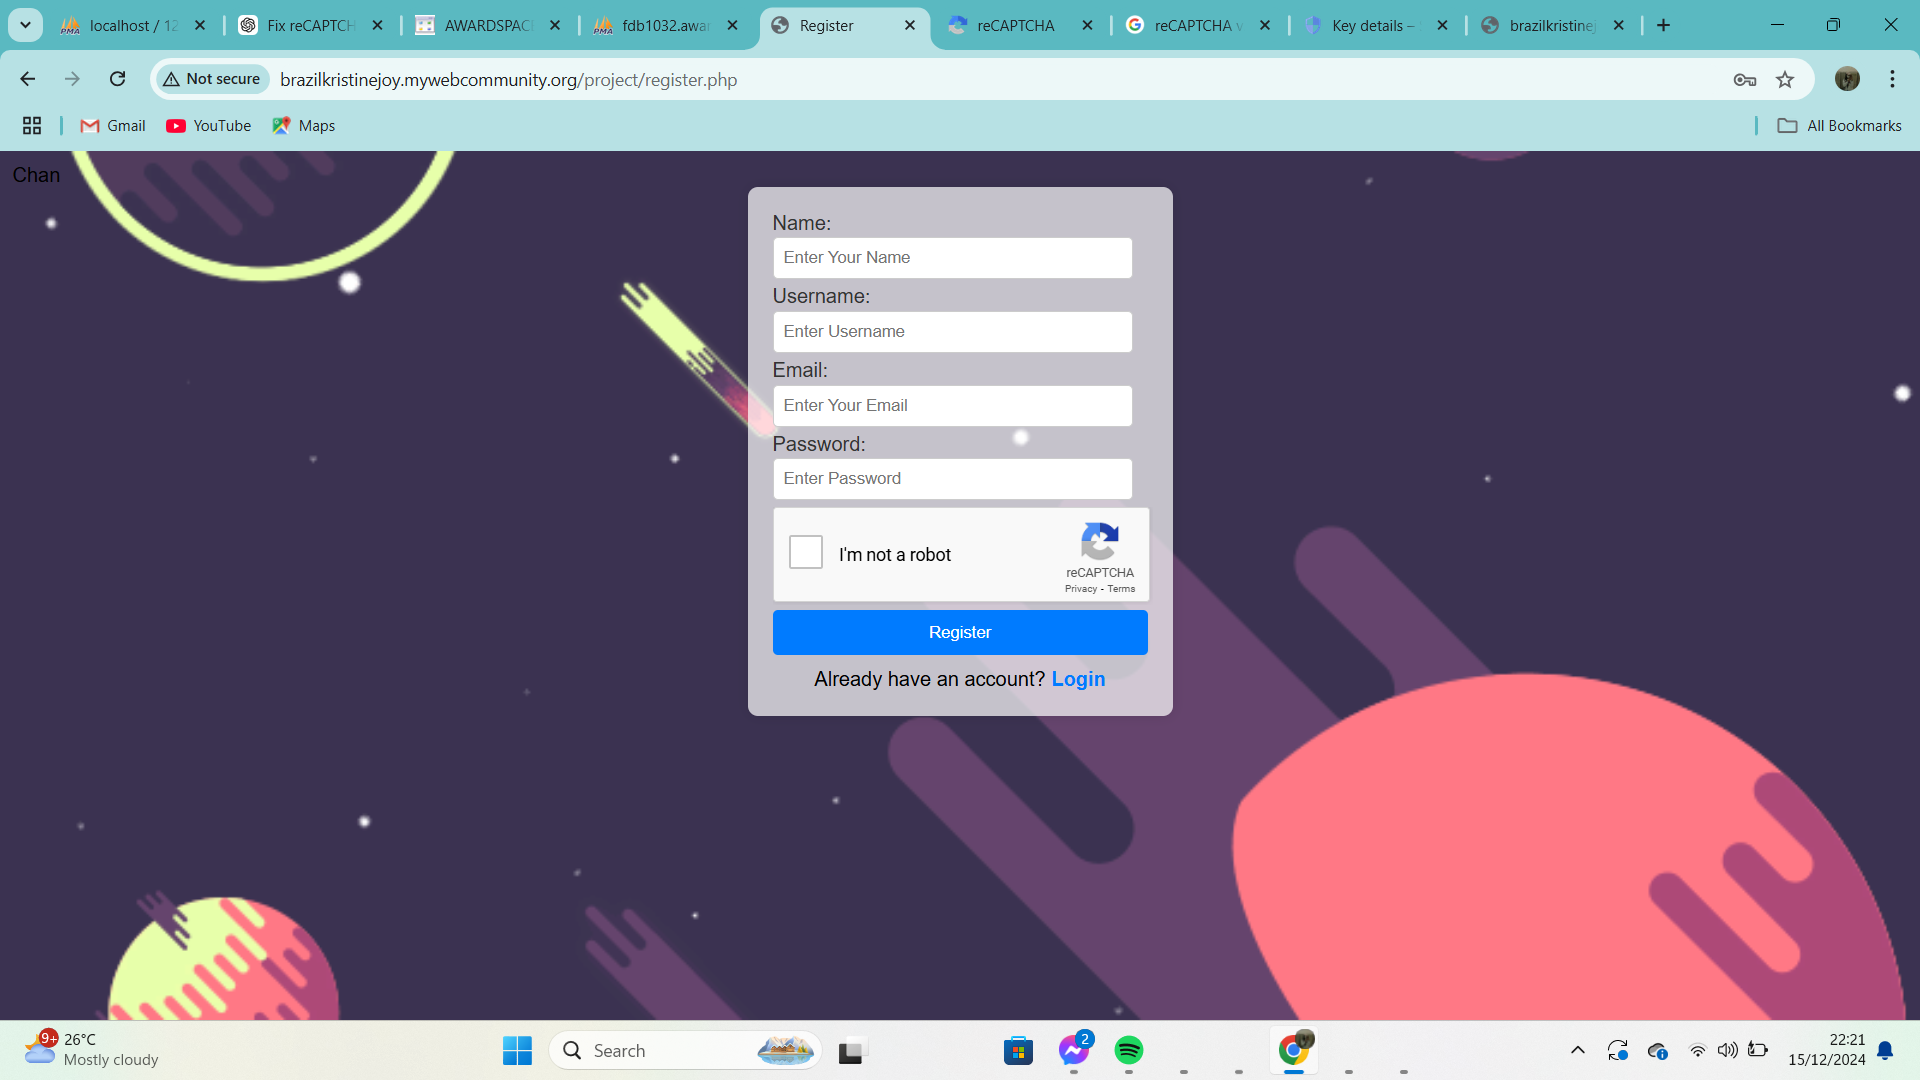 localhost / 12
Fix reCAPTCH
AWARDSPACE
fdb1032.awar
Register
reCAPTCHA
reCAPTCHA v
Key details –
brazilkristinej
Not secure
brazilkristinejoy.mywebcommunity.org/project/register.php
Gmail
YouTube
Maps
All Bookmarks
Chan
Name:
Enter Your Name
Username:
Enter Username
Email:
Enter Your Email
Password:
Enter Password
I'm not a robot
reCAPTCHA
Privacy - Terms
Register
Already have an account? Login
9+
26°C
Mostly cloudy
Search
2
22:21
15/12/2024